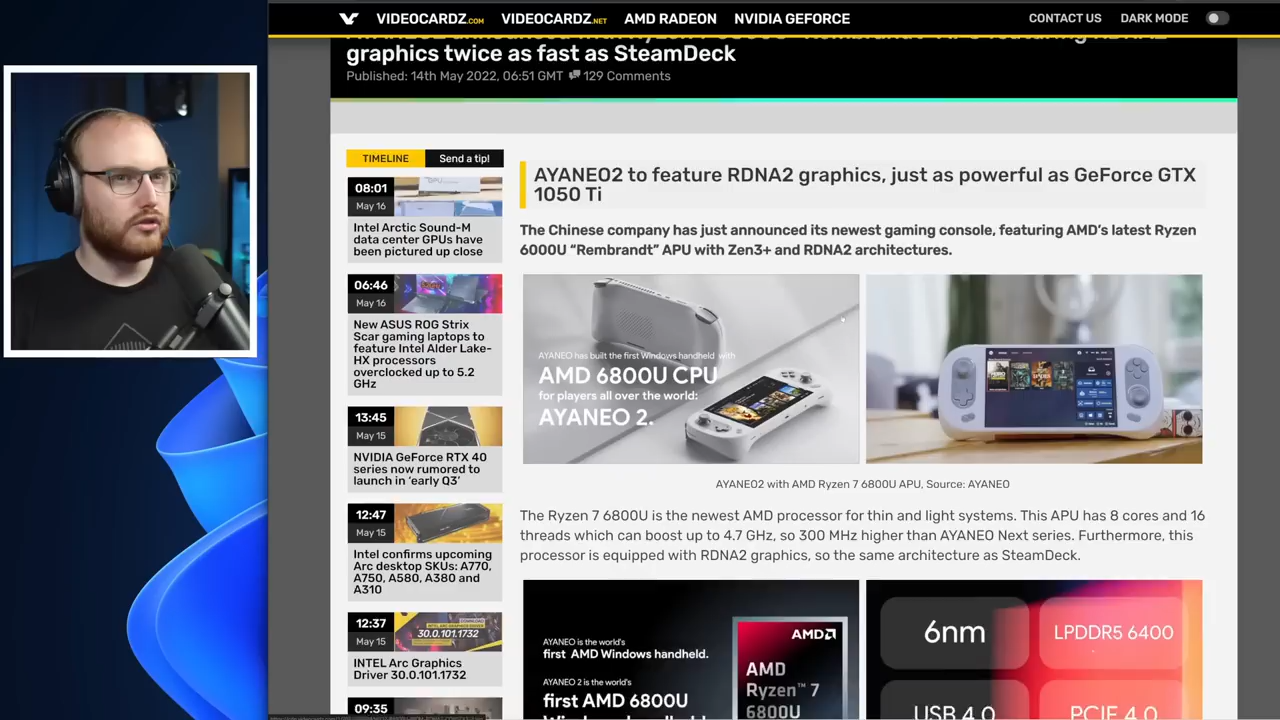 VIDEOCARDZ.COM VIDEOCARDZ.NET AMD RADEON NVIDIA GEFORCE CONTACT US DARK MODE
graphics twice as fast as SteamDeck
Published: 14th May 2022, 06:51 GMT 129 Comments
TIMELINE Send a tip!
08:01
May 16
Intel Arctic Sound-M
data center GPUs have
been pictured up close
06:46
May 16
New ASUS ROG Strix
Scar gaming laptops to
feature Intel Alder Lake-
HX processors
overclocked up to 5.2
GHz
13:45
May 15
NVIDIA GeForce RTX 40
series now rumored to
launch in ‘early Q3’
12:47
May 15
Intel confirms upcoming
Arc desktop SKUs: A770,
A750, A580, A380 and
A310
12:37
May 15
30.0.101.1732
INTEL Arc Graphics
Driver 30.0.101.1732
09:35
AYANEO2 to feature RDNA2 graphics, just as powerful as GeForce GTX
1050 Ti
The Chinese company has just announced its newest gaming console, featuring AMD’s latest Ryzen
6000U “Rembrandt” APU with Zen3+ and RDNA2 architectures.
AYANEO has built the first Windows handheld with
AMD 6800U CPU
for players all over the world:
AYANEO 2.
AYANEO2 with AMD Ryzen 7 6800U APU, Source: AYANEO
The Ryzen 7 6800U is the newest AMD processor for thin and light systems. This APU has 8 cores and 16
threads which can boost up to 4.7 GHz, so 300 MHz higher than AYANEO Next series. Furthermore, this
processor is equipped with RDNA2 graphics, so the same architecture as SteamDeck.
AYANEO is the world's
first AMD Windows handheld.
AYANEO 2 is the world's
first AMD 6800U
AMD
AMD
Ryzen™ 7
6800U
6nm
LPDDR5 6400
USB 4.0
PCIE 4.0